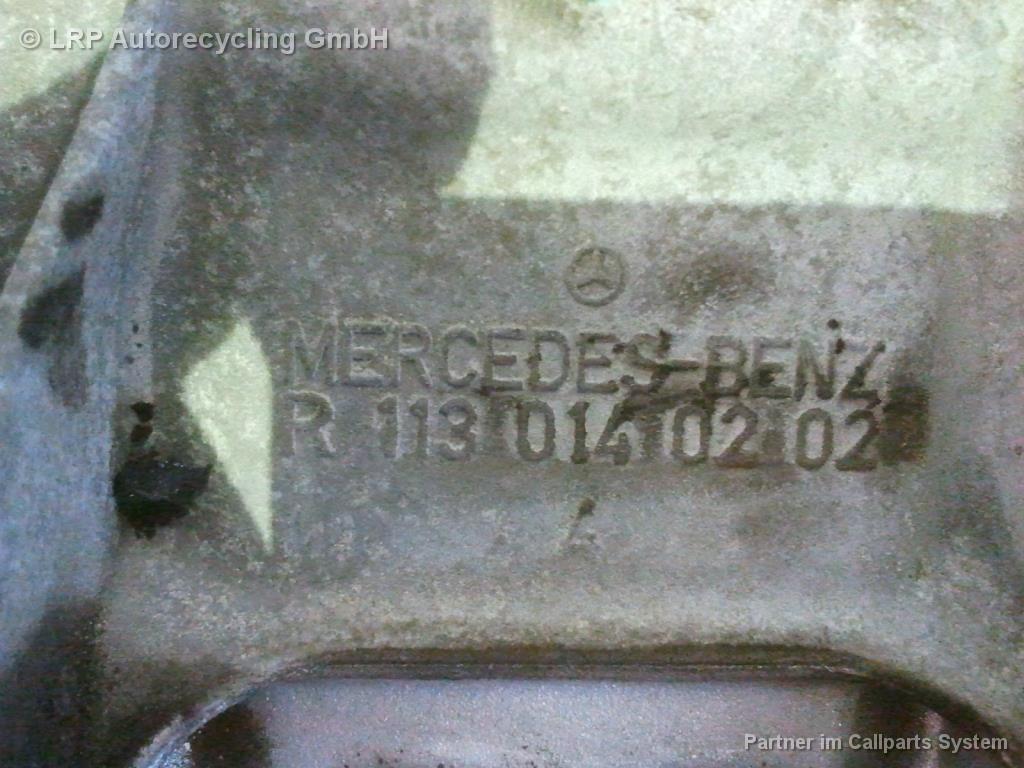 © LRP Autorecycling GmbH
MERCEDES-BENZ
R 113 014 02 02
Partner im Callparts System